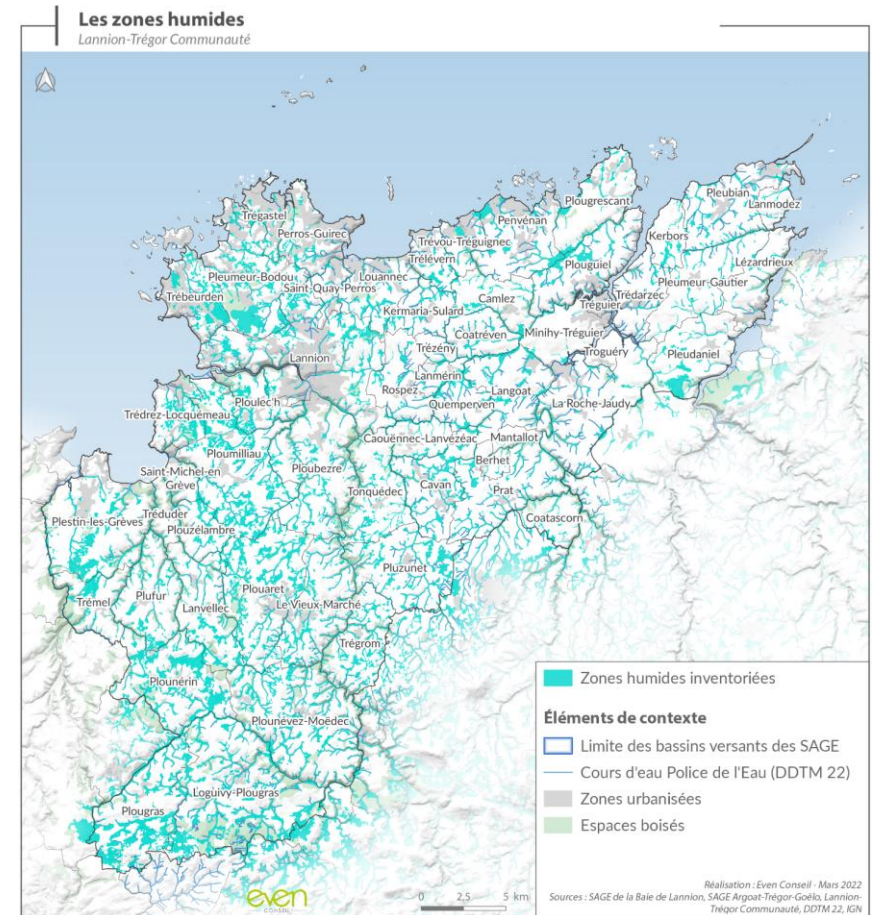 Les zones humides
Lannion-Trégor Communauté
Plougrescant
Pleubian
Lanmodez
Trégastel
Penvénan
Perros-Guirec
Kerbors
Trévou-Tréguignec
Trélévern
Plouguiel
Lézardrieux
Pleumeur-Bodou
Louannec
Saint-Quay-Perros
Pleumeur-Gautier
Trébeurden
Camlez
Trédarzec
Tréguier
Kermaria-Sulard
Coatréven
Minihy-Tréguier
Trézény
Troguéry
Lannion
Pleudaniel
Lanmérin
Rospez
Langoat
Ploulec'h
Quemperven
La-Roche-Jaudy
Trédrez-Locquémeau
Caouënnec-Lanvézéac
Mantallot
Ploumilliau
Berhet
Saint-Michel-en
Grève
Ploubezre
Tonquédec
Cavan
Prat
Plestin-les-Grèves
Tréduder
Plouzélambre
Coatascorn
Pluzunet
Trémel
Plufur
Lanvellec
Plouaret
Le Vieux-Marché
Trégrom
Plounérin
Plounévez-Moëdec
Loguivy-Plougras
Plougras
Zones humides inventoriées
Éléments de contexte
Limite des bassins versants des SAGE
Cours d'eau Police de l'Eau (DDTM 22)
Zones urbanisées
Espaces boisés
even
CONSEIL
0 2,5 5 km
Réalisation : Even Conseil - Mars 2022
Sources : SAGE de la Baie de Lannion, SAGE Argoat-Trégor-Goëlo, Lannion-
Trégor Communauté, DDTM 22, IGN